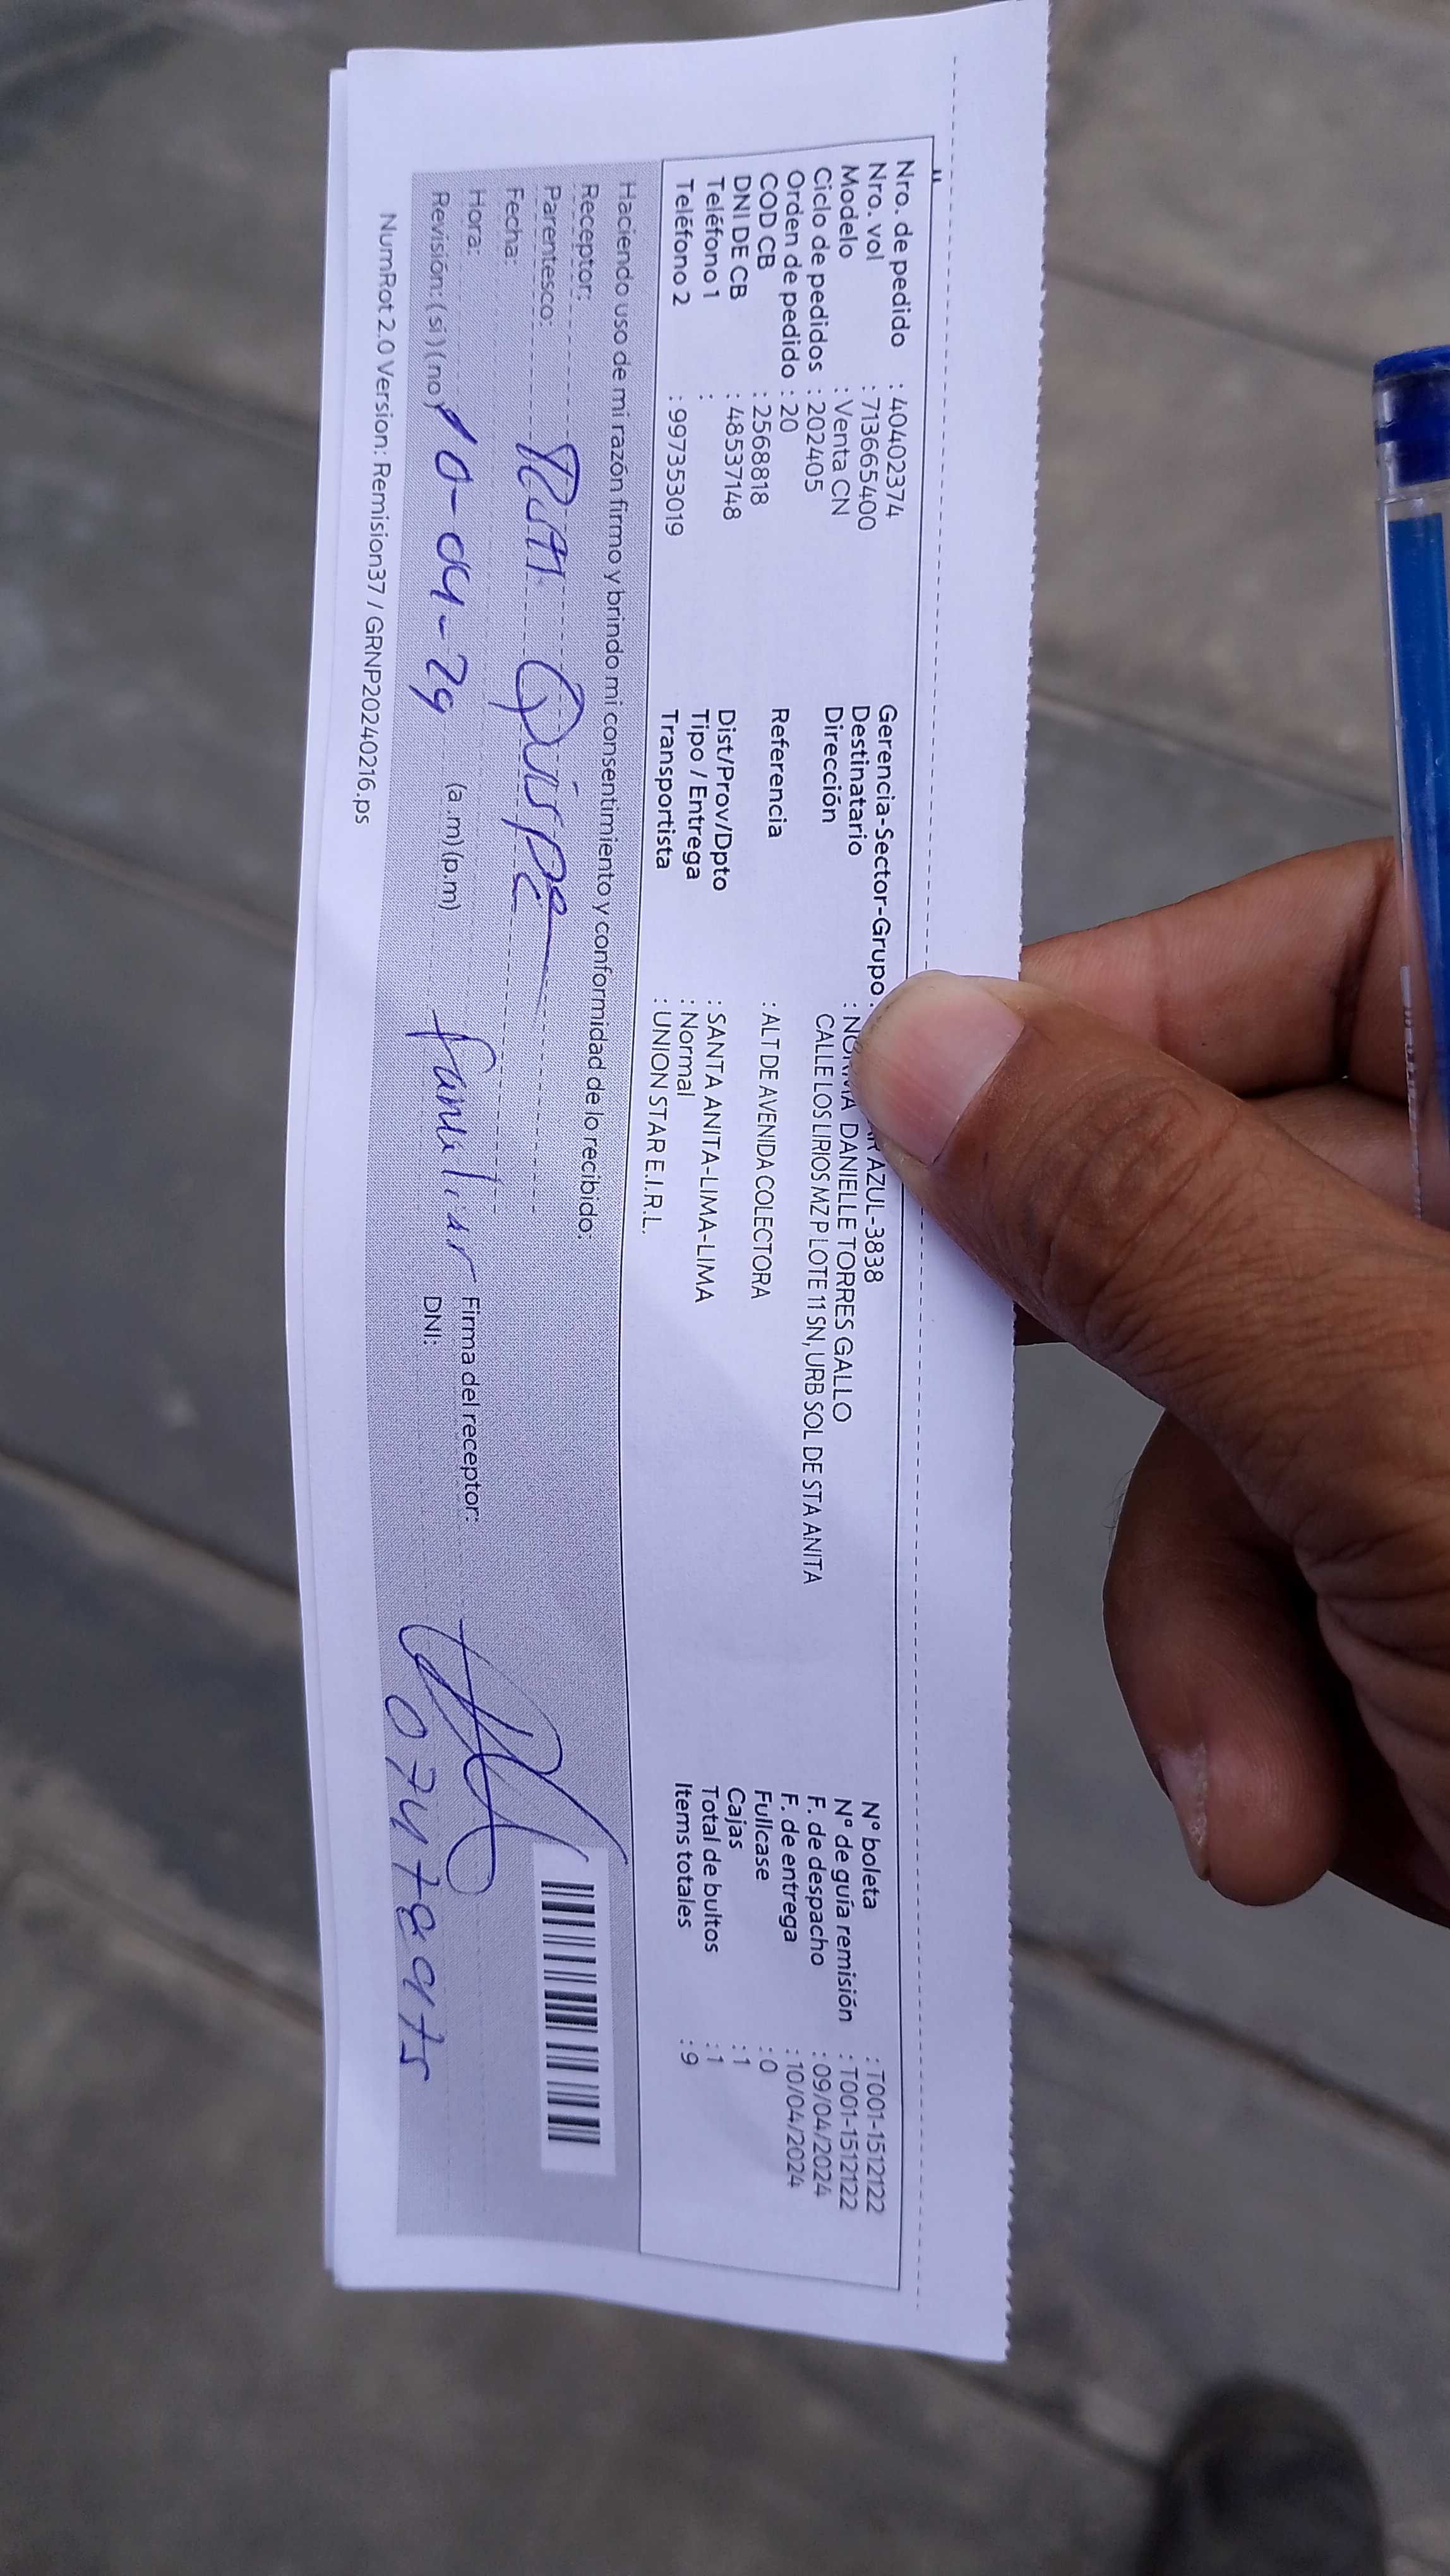 Nro. de pedido : 40402374
Nro. vol : 713665400
Modelo : Venta CN
Ciclo de pedidos : 202405
Orden de pedido : 20
COD CB : 2568818
DNI DE CB : 48537148
Teléfono 1 :
Teléfono 2 : 997353019
Gerencia-Sector-Grupo : AZUL-3838
Destinatario : NORMA DANIELLE TORRES GALLO
Dirección CALLE LOS LIRIOS MZ P LOTE 11 SN, URB SOL DE STA ANITA
Referencia : ALT DE AVENIDA COLECTORA
Dist/Prov/Dpto : SANTA ANITA-LIMA-LIMA
Tipo / Entrega : Normal
Transportista : UNION STAR E.I.R.L.
N° boleta : T001-1512122
N° de guía remisión : T001-1512122
F. de despacho : 09/04/2024
F. de entrega : 10/04/2024
Fullcase : 0
Cajas : 1
Total de bultos : 1
Items totales : 9
Haciendo uso de mi razón firmo y brindo mi consentimiento y conformidad de lo recibido:
Receptor:
Parentesco: Quispe
Fecha:
Hora: (a.m) (p.m) familiar Firma del receptor:
Revisión: (si) (no) 10-04-24 DNI:
NumRot 2.0 Version: Remision37 / GRNP20240216.ps